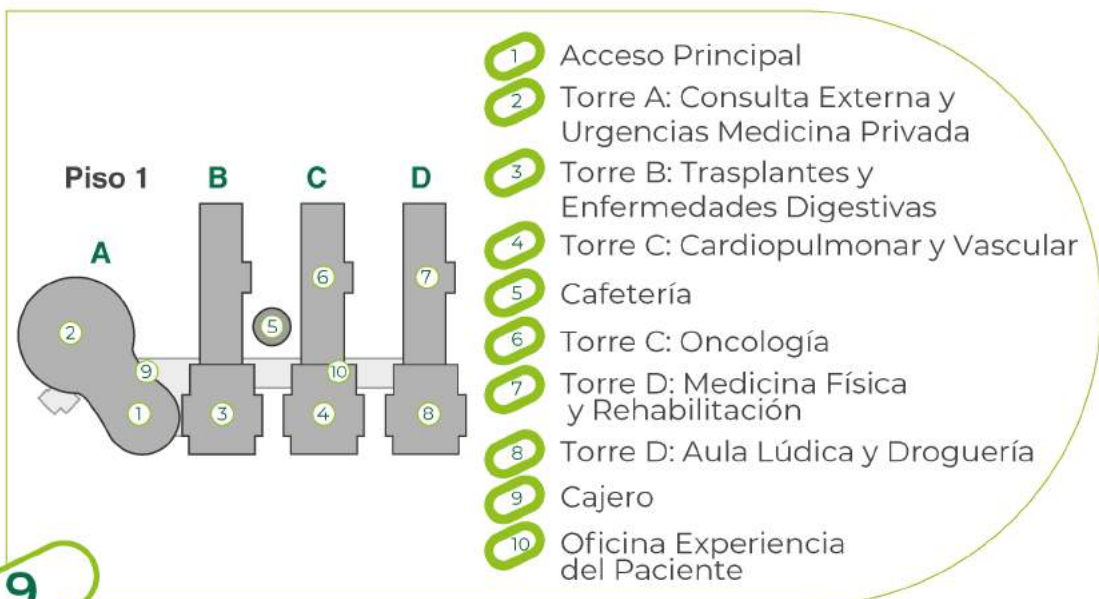 Piso 1
A
B
C
D
2
9
1
3
5
6
10
4
7
8
1 Acceso Principal
2 Torre A: Consulta Externa y
Urgencias Medicina Privada
3 Torre B: Trasplantes y
Enfermedades Digestivas
4 Torre C: Cardiopulmonar y Vascular
5 Cafetería
6 Torre C: Oncología
7 Torre D: Medicina Física
y Rehabilitación
8 Torre D: Aula Lúdica y Droguería
9 Cajero
10 Oficina Experiencia
del Paciente
9